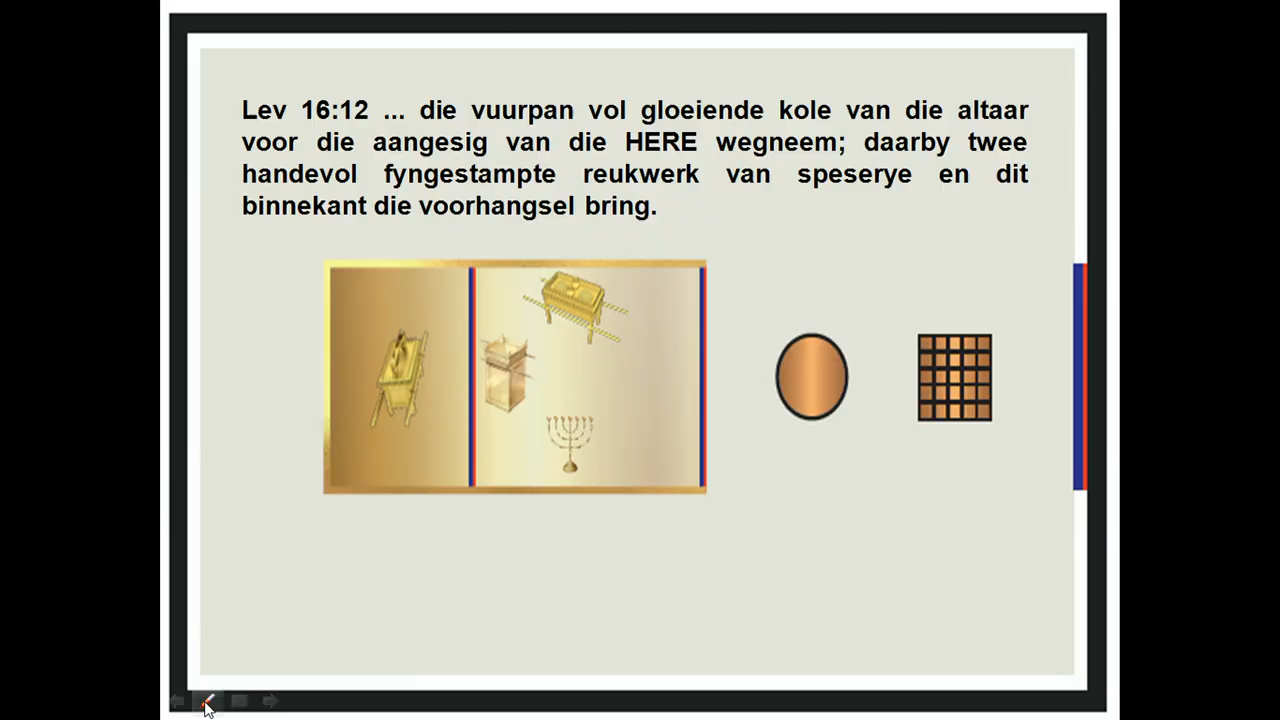 Lev 16:12 ... die vuurpan vol gloeiende kole van die altaar
voor die aangesig van die HERE wegneem; daarby twee
handevol fyngestampte reukwerk van speserye en dit
binnekant die voorhangsel bring.